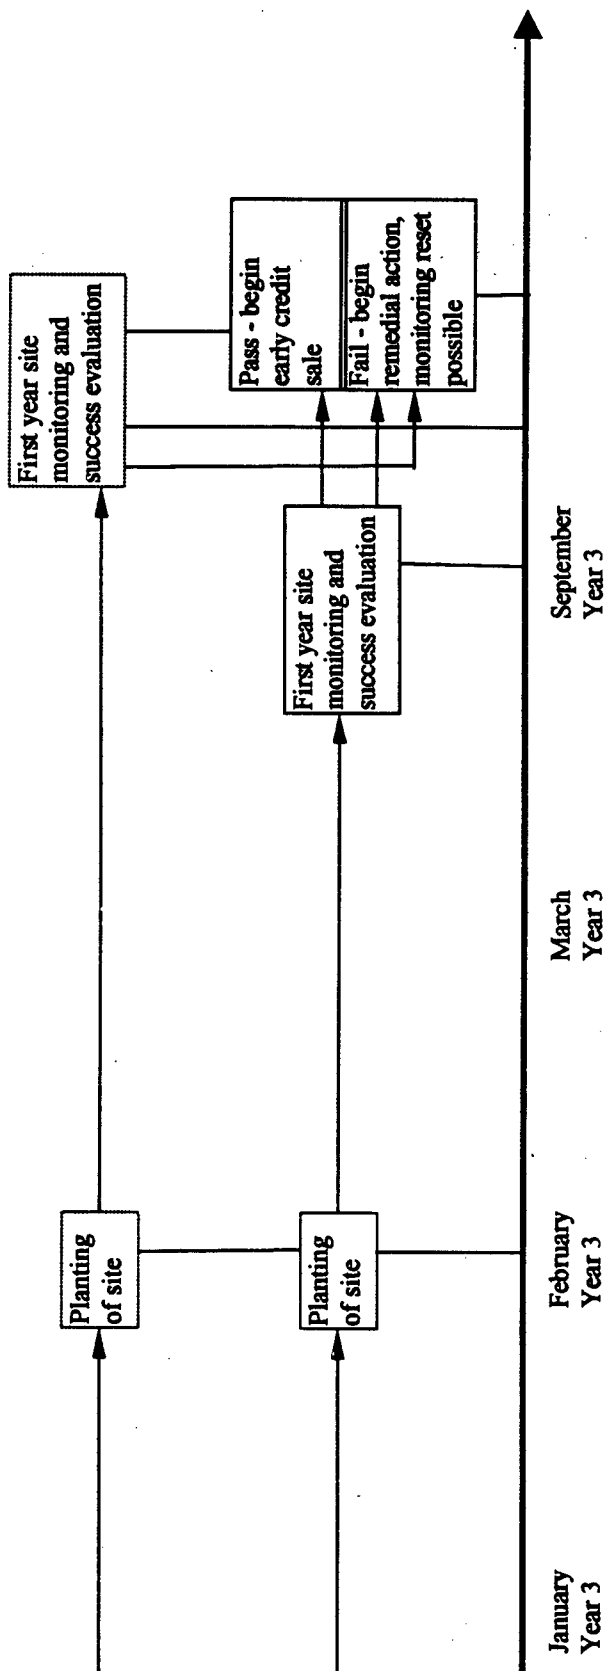 First year site
monitoring and
success evaluation
Pass - begin
early credit
sale
Fail - begin
remedial action,
monitoring reset
possible
First year site
monitoring and
success evaluation
Planting
of site
Planting
of site
January
Year 3
February
Year 3
March
Year 3
September
Year 3